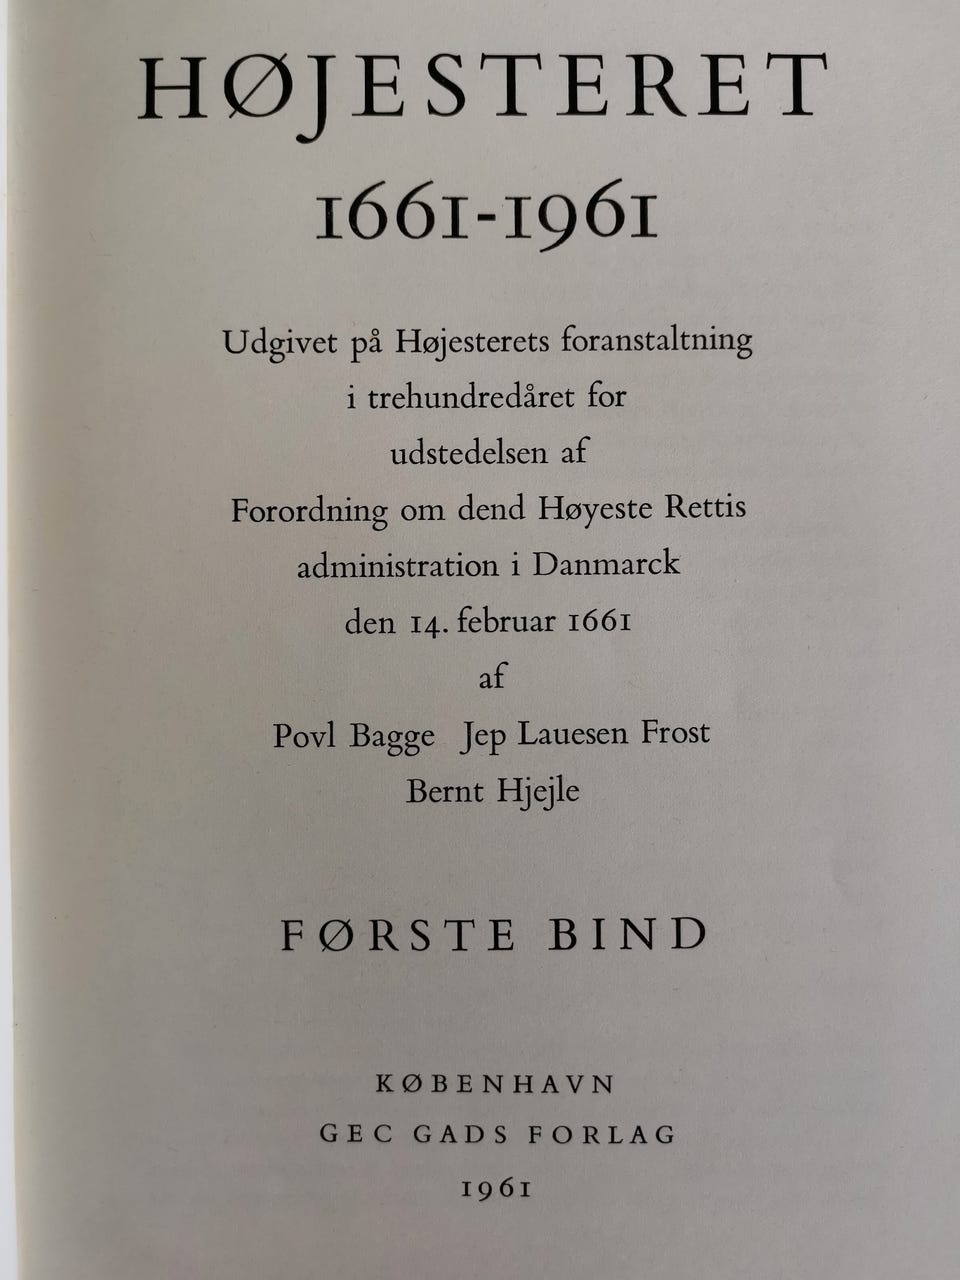 HØJESTERET
1661-1961
Udgivet på Højesterets foranstaltning
i trehundredåret for
udstedelsen af
Forordning om dend Høyeste Rettis
administration i Danmarck
den 14. februar 1661
af
Povl Bagge Jep Lauesen Frost
Bernt Hjejle
FØRSTE BIND
KØBENHAVN
GEC GADS FORLAG
1961